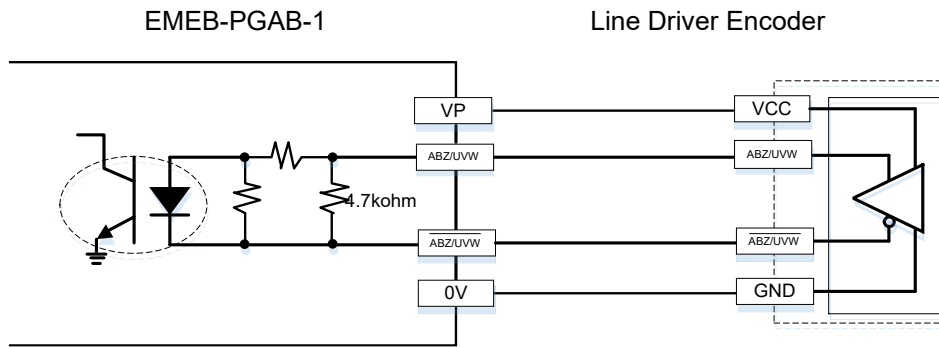 EMEB-PGAB-1 Line Driver Encoder
VP VCC
ABZ/UVW ABZ/UVW
4.7kohm
ABZ/UVW ABZ/UVW
0V GND